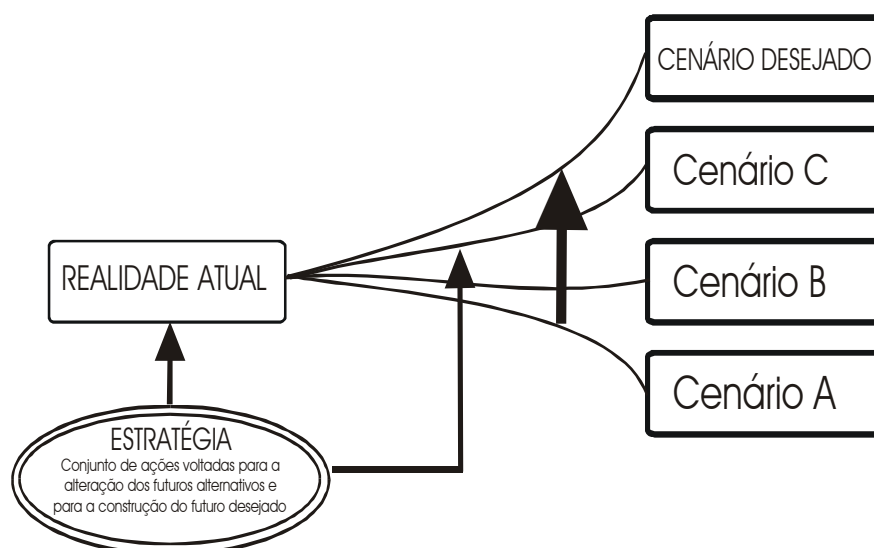 CENÁRIO DESEJADO
Cenário C
REALIDADE ATUAL
Cenário B
Cenário A
ESTRATÉGIA
Conjunto de ações voltadas para a
alteração dos futuros alternativos e
para a construção do futuro desejado